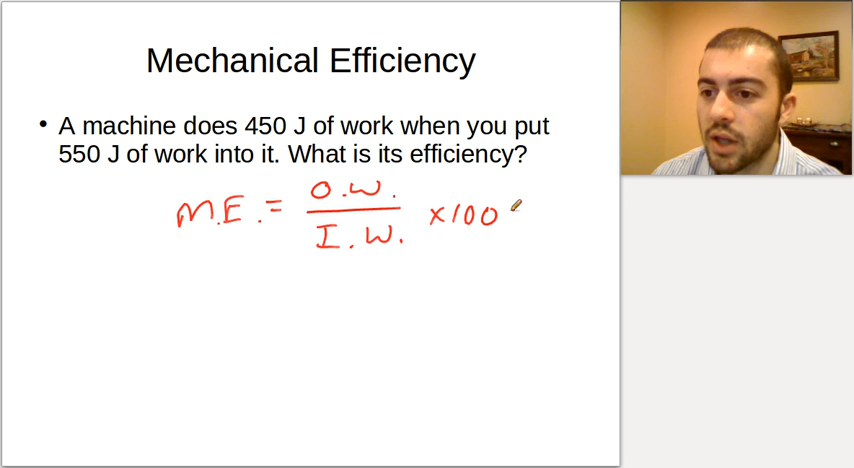 Mechanical Efficiency
• A machine does 450 J of work when you put
550 J of work into it. What is its efficiency?
M.E. = O.W. / I.W. x100